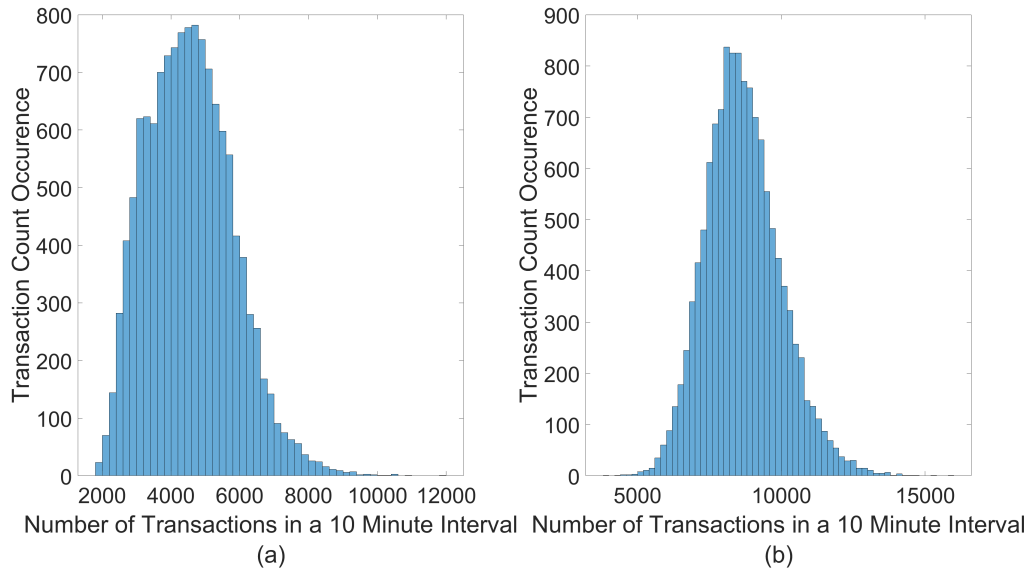 800
700
600
500
400
300
200
100
0
Transaction Count Occurence
2000 4000 6000 8000 10000 12000
Number of Transactions in a 10 Minute Interval
(a)
900
800
700
600
500
400
300
200
100
0
Transaction Count Occurence
5000 10000 15000
Number of Transactions in a 10 Minute Interval
(b)